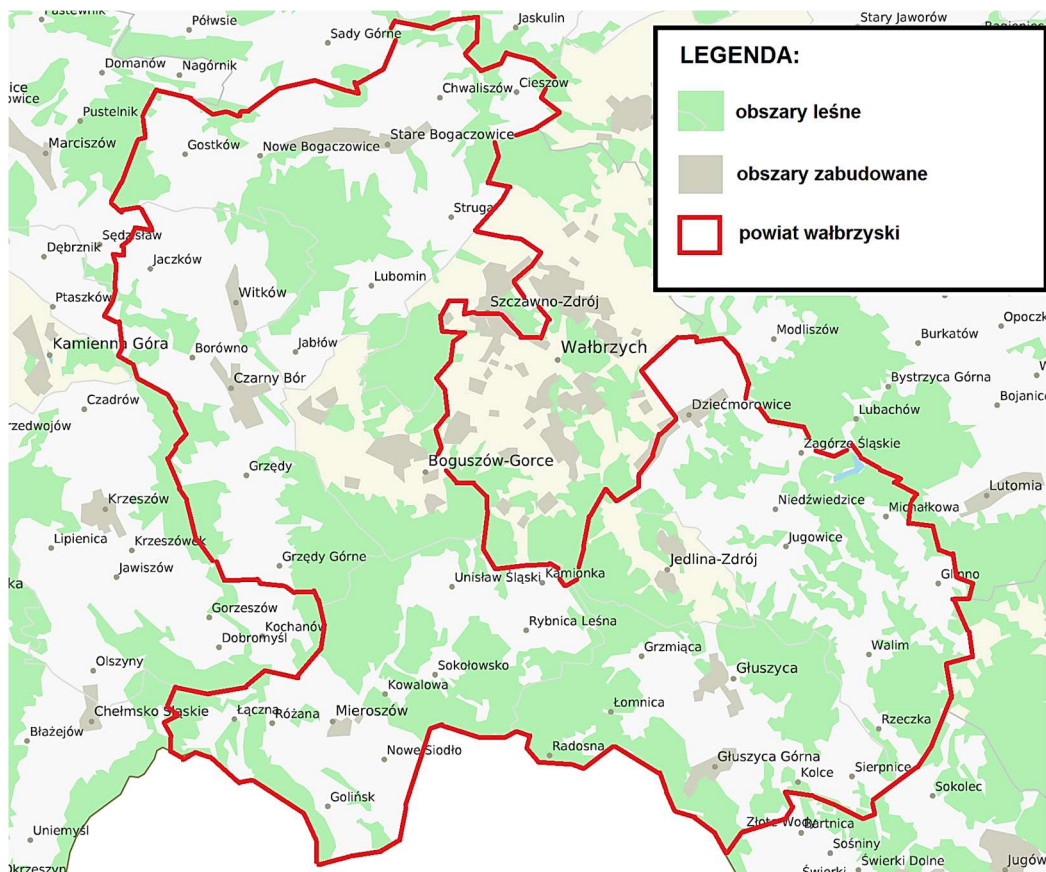 Półwsie
Jaskulin
Stary Jaworów
Sady Górne
Domanów
Nagórnik
Chwaliszów
Cieszów
Pustelnik
Marciszów
Stare Bogaczowice
Gostków
Nowe Bogaczowice
Struga
Dębrznik
Sędzisław
Jaczków
Lubomin
Ptaszków
Witków
Szczawno-Zdrój
LEGENDA:
obszary leśne
obszary zabudowane
powiat wałbrzyski
Kamienna Góra
Borówno
Jabłów
Wałbrzych
Modliszów
Burkatów
Czarny Bór
Bystrzyca Górna
Czadrów
Dziećmorowice
Lubachów
Zagórze Śląskie
Grzędy
Boguszów-Gorce
Krzeszów
Niedźwiedzice
Michałkowa
Lutomia
Lipienica
Krzeszówek
Jugowice
Jawiszów
Grzędy Górne
Unisław Śląski
Kamionka
Jedlina-Zdrój
Glinno
Gorzeszów
Kochanów
Dobromyśl
Rybnica Leśna
Olszyny
Sokołowsko
Grzmiąca
Walim
Kowalowa
Głuszyca
Chełmsko Śląskie
Łączna
Różana
Mieroszów
Łomnica
Rzeczka
Błażejów
Nowe Siodło
Radosna
Głuszyca Górna
Kolce
Sierpnice
Golińsk
Sokolec
Uniemyśl
Złote Wody
Bartnica
Sośniny
Świerki Dolne
Świerki
Jugów